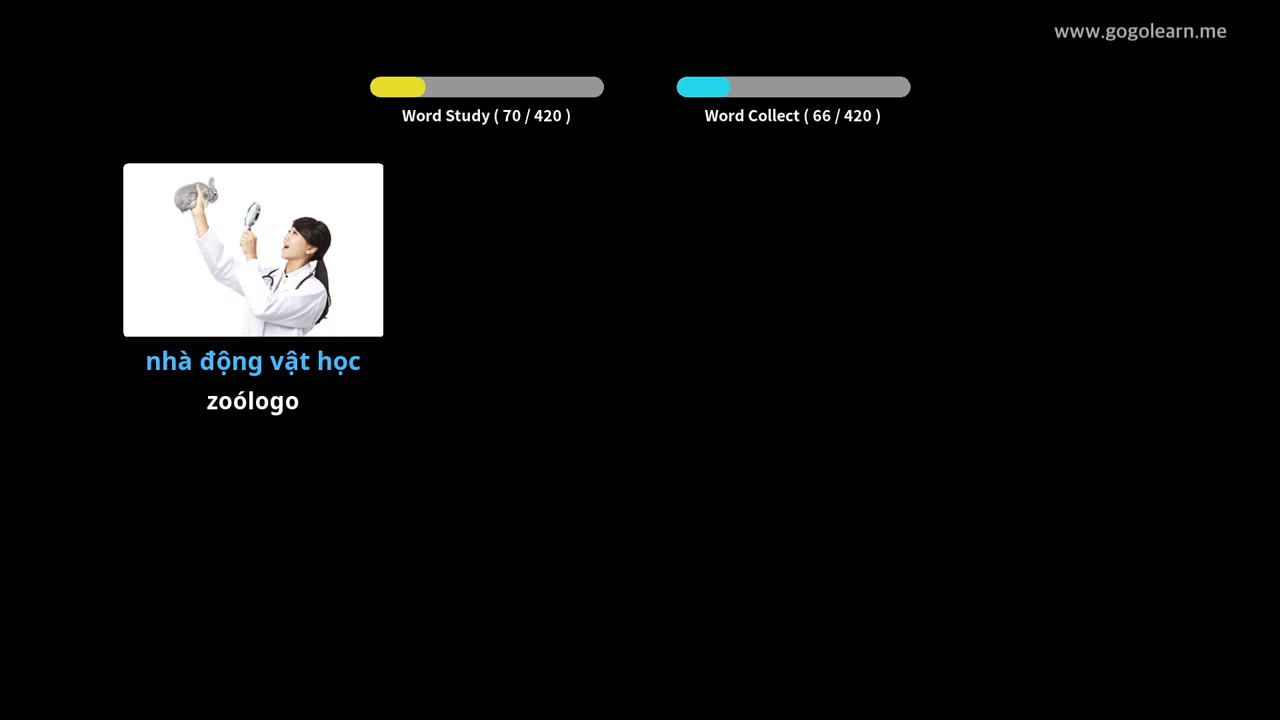 www.gogolearn.me
Word Study ( 70 / 420 )
Word Collect ( 66 / 420 )
nhà động vật học
zoólogo